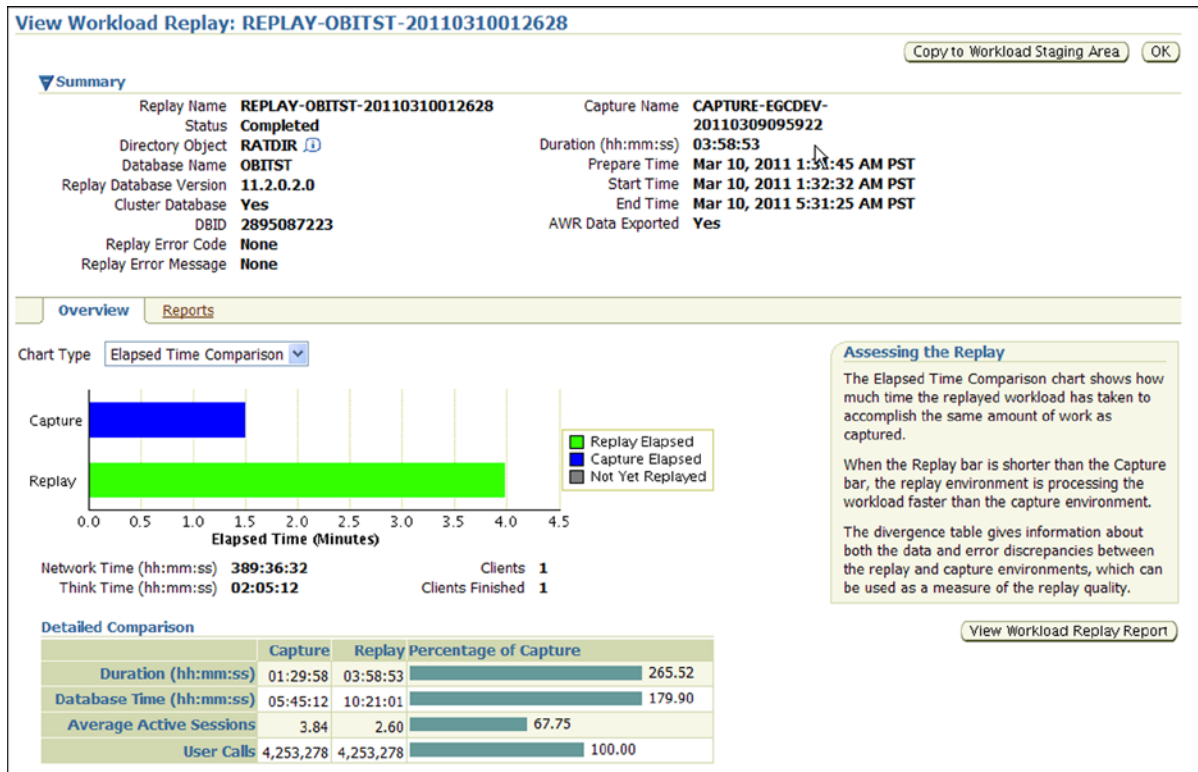 View Workload Replay: REPLAY-OBITST-20110310012628
Copy to Workload Staging Area
OK
Summary
Replay Name REPLAY-OBITST-20110310012628
Status Completed
Directory Object RATDIR
Database Name OBITST
Replay Database Version 11.2.0.2.0
Cluster Database Yes
DBID 2895087223
Replay Error Code None
Replay Error Message None
Capture Name CAPTURE-EGCDEV-
20110309095922
Duration (hh:mm:ss) 03:58:53
Prepare Time Mar 10, 2011 1:31:45 AM PST
Start Time Mar 10, 2011 1:32:32 AM PST
End Time Mar 10, 2011 5:31:25 AM PST
AWR Data Exported Yes
Overview Reports
Chart Type Elapsed Time Comparison
Capture
Replay
0.0 0.5 1.0 1.5 2.0 2.5 3.0 3.5 4.0 4.5
Elapsed Time (Minutes)
Replay Elapsed
Capture Elapsed
Not Yet Replayed
Network Time (hh:mm:ss) 389:36:32 Clients 1
Think Time (hh:mm:ss) 02:05:12 Clients Finished 1
Assessing the Replay
The Elapsed Time Comparison chart shows how
much time the replayed workload has taken to
accomplish the same amount of work as
captured.
When the Replay bar is shorter than the Capture
bar, the replay environment is processing the
workload faster than the capture environment.
The divergence table gives information about
both the data and error discrepancies between
the replay and capture environments, which can
be used as a measure of the replay quality.
View Workload Replay Report
Detailed Comparison
Capture Replay Percentage of Capture
Duration (hh:mm:ss) 01:29:58 03:58:53 265.52
Database Time (hh:mm:ss) 05:45:12 10:21:01 179.90
Average Active Sessions 3.84 2.60 67.75
User Calls 4,253,278 4,253,278 100.00